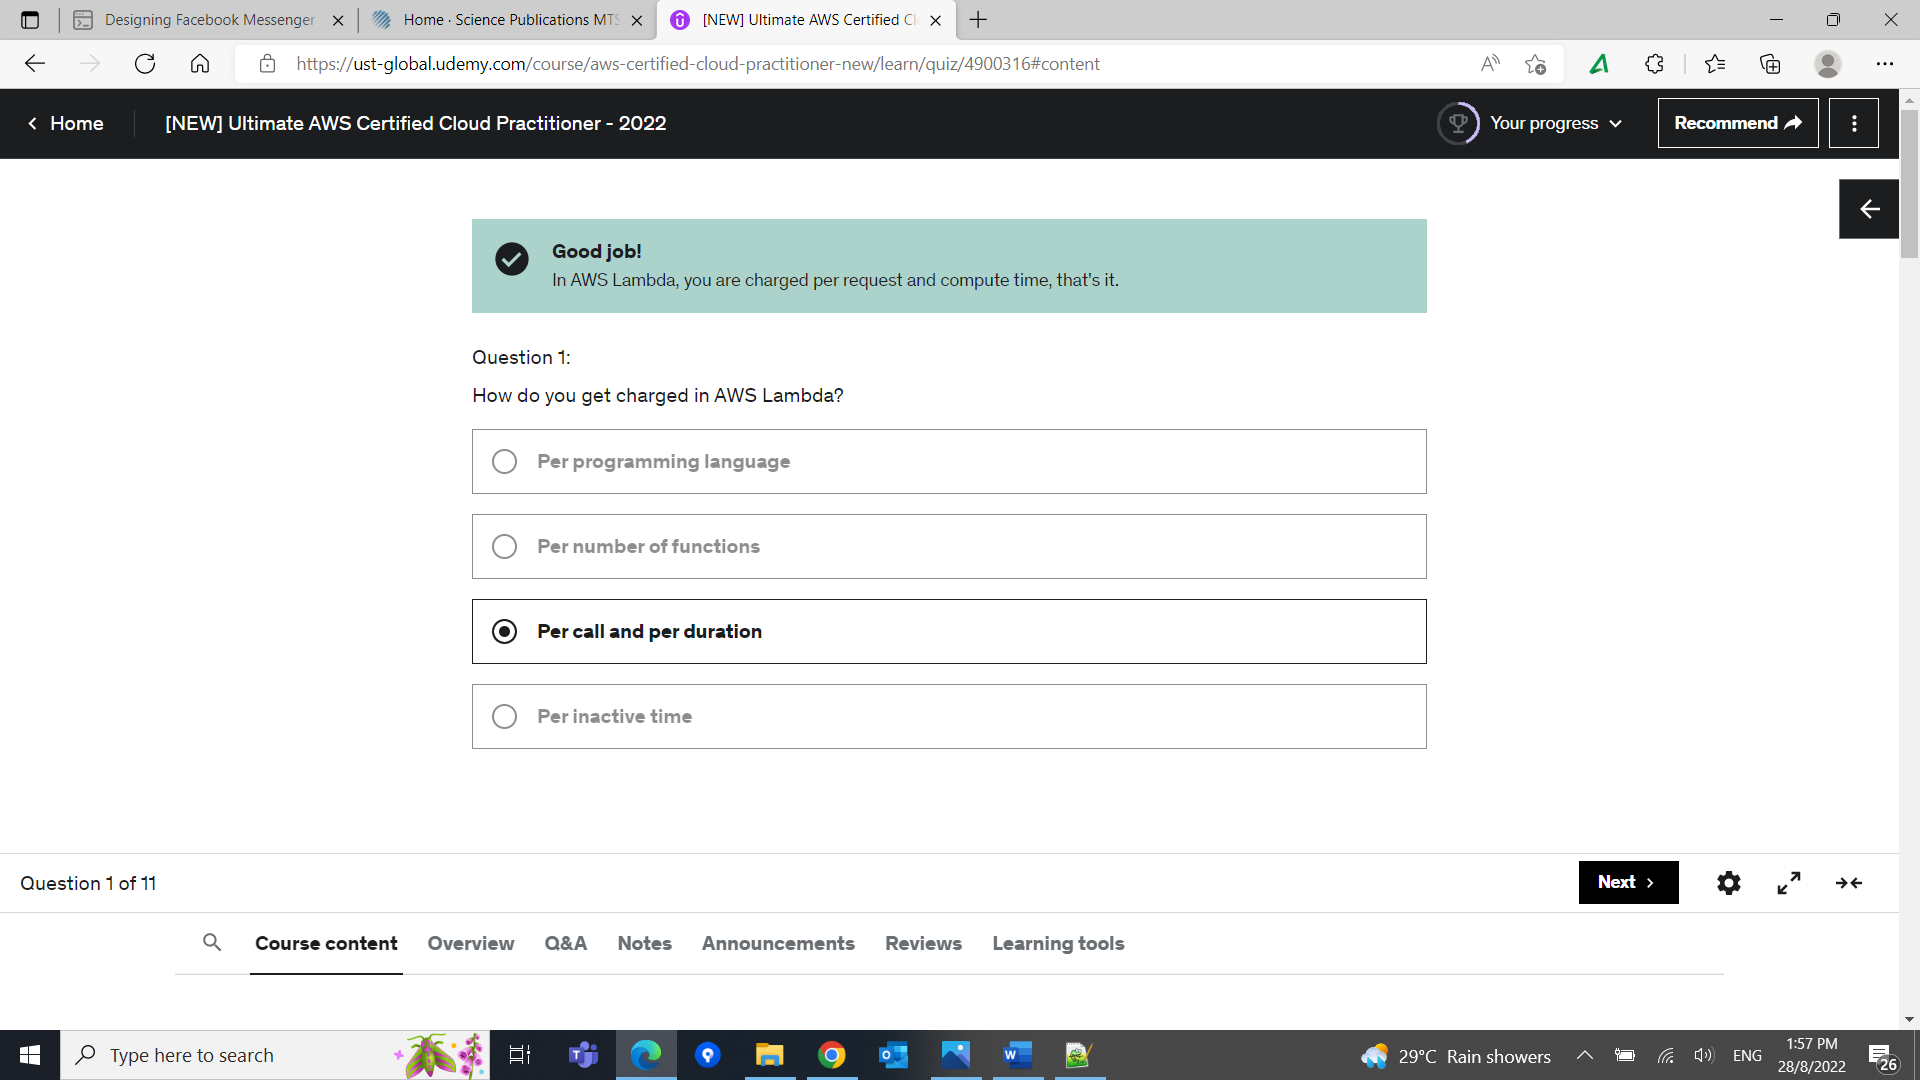 Designing Facebook Messenger
Home · Science Publications MTS
[NEW] Ultimate AWS Certified Cl
https://ust-global.udemy.com/course/aws-certified-cloud-practitioner-new/learn/quiz/4900316#content
Home
[NEW] Ultimate AWS Certified Cloud Practitioner - 2022
Your progress
Recommend
Good job!
In AWS Lambda, you are charged per request and compute time, that's it.
Question 1:
How do you get charged in AWS Lambda?
Per programming language
Per number of functions
Per call and per duration
Per inactive time
Question 1 of 11
Next
Course content
Overview
Q&A
Notes
Announcements
Reviews
Learning tools
Type here to search
29°C Rain showers
ENG
1:57 PM
28/8/2022
26